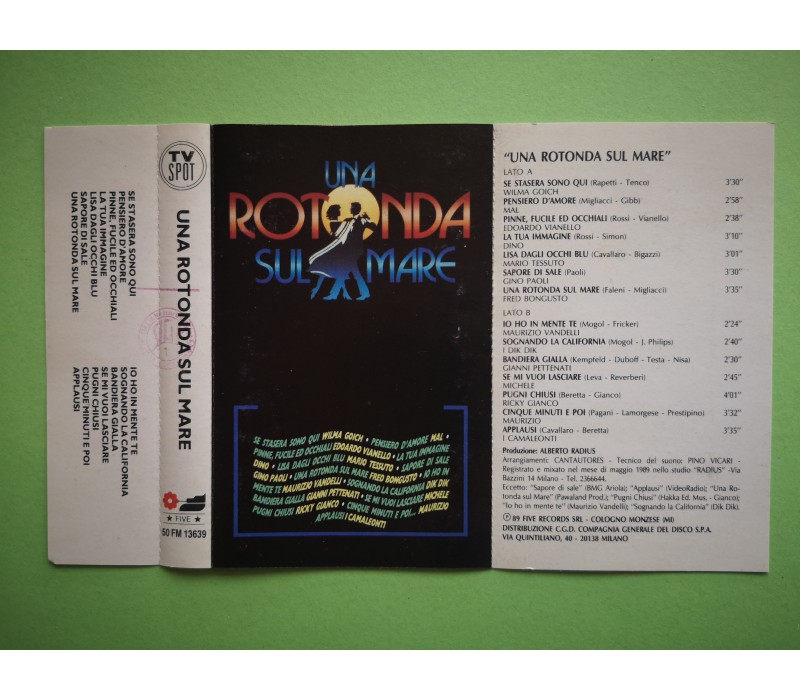 SE STASERA SONO QUI
PENSIERO D'AMORE
PINNE, FUCILE ED OCCHIALI
LA TUA IMMAGINE
LISA DAGLI OCCHI BLU
SAPORE DI SALE
UNA ROTONDA SUL MARE
IO HO IN MENTE TE
SOGNANDO LA CALIFORNIA
BANDIERA GIALLA
SE MI VUOI LASCIARE
PUGNI CHIUSI
CINQUE MINUTI E POI
APPLAUSI
TV
SPOT
UNA ROTONDA SUL MARE
★ FIVE ★
50 FM 13639
UNA
ROTONDA
SUL MARE
SE STASERA SONO QUI WILMA GOICH • PENSIERO D'AMORE MAL •
PINNE, FUCILE ED OCCHIALI EDOARDO VIANELLO • LA TUA IMMAGINE
DINO • LISA DAGLI OCCHI BLU MARIO TESSUTO • SAPORE DI SALE
GINO PAOLI • UNA ROTONDA SUL MARE FRED BONGUSTO • IO HO IN
MENTE TE MAURIZIO VANDELLI • SOGNANDO LA CALIFORNIA DIK DIK
BANDIERA GIALLA GIANNI PETTENATI • SE MI VUOI LASCIARE MICHELE
PUGNI CHIUSI RICKY GIANCO • CINQUE MINUTI E POI... MAURIZIO
APPLAUSI I CAMALEONTI
"UNA ROTONDA SUL MARE"
LATO A
SE STASERA SONO QUI (Rapetti - Tenco) 3'30"
WILMA GOICH
PENSIERO D'AMORE (Migliacci - Gibb) 2'58"
MAL
PINNE, FUCILE ED OCCHIALI (Rossi - Vianello) 2'38"
EDOARDO VIANELLO
LA TUA IMMAGINE (Rossi - Simon) 3'10"
DINO
LISA DAGLI OCCHI BLU (Cavallaro - Bigazzi) 3'01"
MARIO TESSUTO
SAPORE DI SALE (Paoli) 3'30"
GINO PAOLI
UNA ROTONDA SUL MARE (Faleni - Migliacci) 3'35"
FRED BONGUSTO
LATO B
IO HO IN MENTE TE (Mogol - Fricker) 2'24"
MAURIZIO VANDELLI
SOGNANDO LA CALIFORNIA (Mogol - J. Philips) 2'40"
I DIK DIK
BANDIERA GIALLA (Kempfeld - Duboff - Testa - Nisa) 2'30"
GIANNI PETTENATI
SE MI VUOI LASCIARE (Leva - Reverberi) 2'45"
MICHELE
PUGNI CHIUSI (Beretta - Gianco) 4'01"
RICKY GIANCO
CINQUE MINUTI E POI (Pagani - Lamorgese - Prestipino) 3'32"
MAURIZIO
APPLAUSI (Cavallaro - Beretta) 3'35"
I CAMALEONTI
Produzione: ALBERTO RADIUS
Arrangiamenti: CANTAUTORES - Tecnico del suono: PINO VICARI -
Registrato e mixato nel mese di maggio 1989 nello studio "RADIUS" -Via
Bazzini 14 Milano - Tel. 2366644.
Eccetto: "Sapore di sale" (BMG Ariola); "Applausi" (VideoRadio); "Una Ro-
tonda sul Mare" (Pawaland Prod.); "Pugni Chiusi" (Hakka Ed. Mus. - Gianco);
"Io ho in mente te" (Maurizio Vandelli); "Sognando la California" (Dik Dik).
℗ 89 FIVE RECORDS SRL - COLOGNO MONZESE (MI)
DISTRIBUZIONE C.G.D. COMPAGNIA GENERALE DEL DISCO S.P.A.
VIA QUINTILIANO, 40 - 20138 MILANO